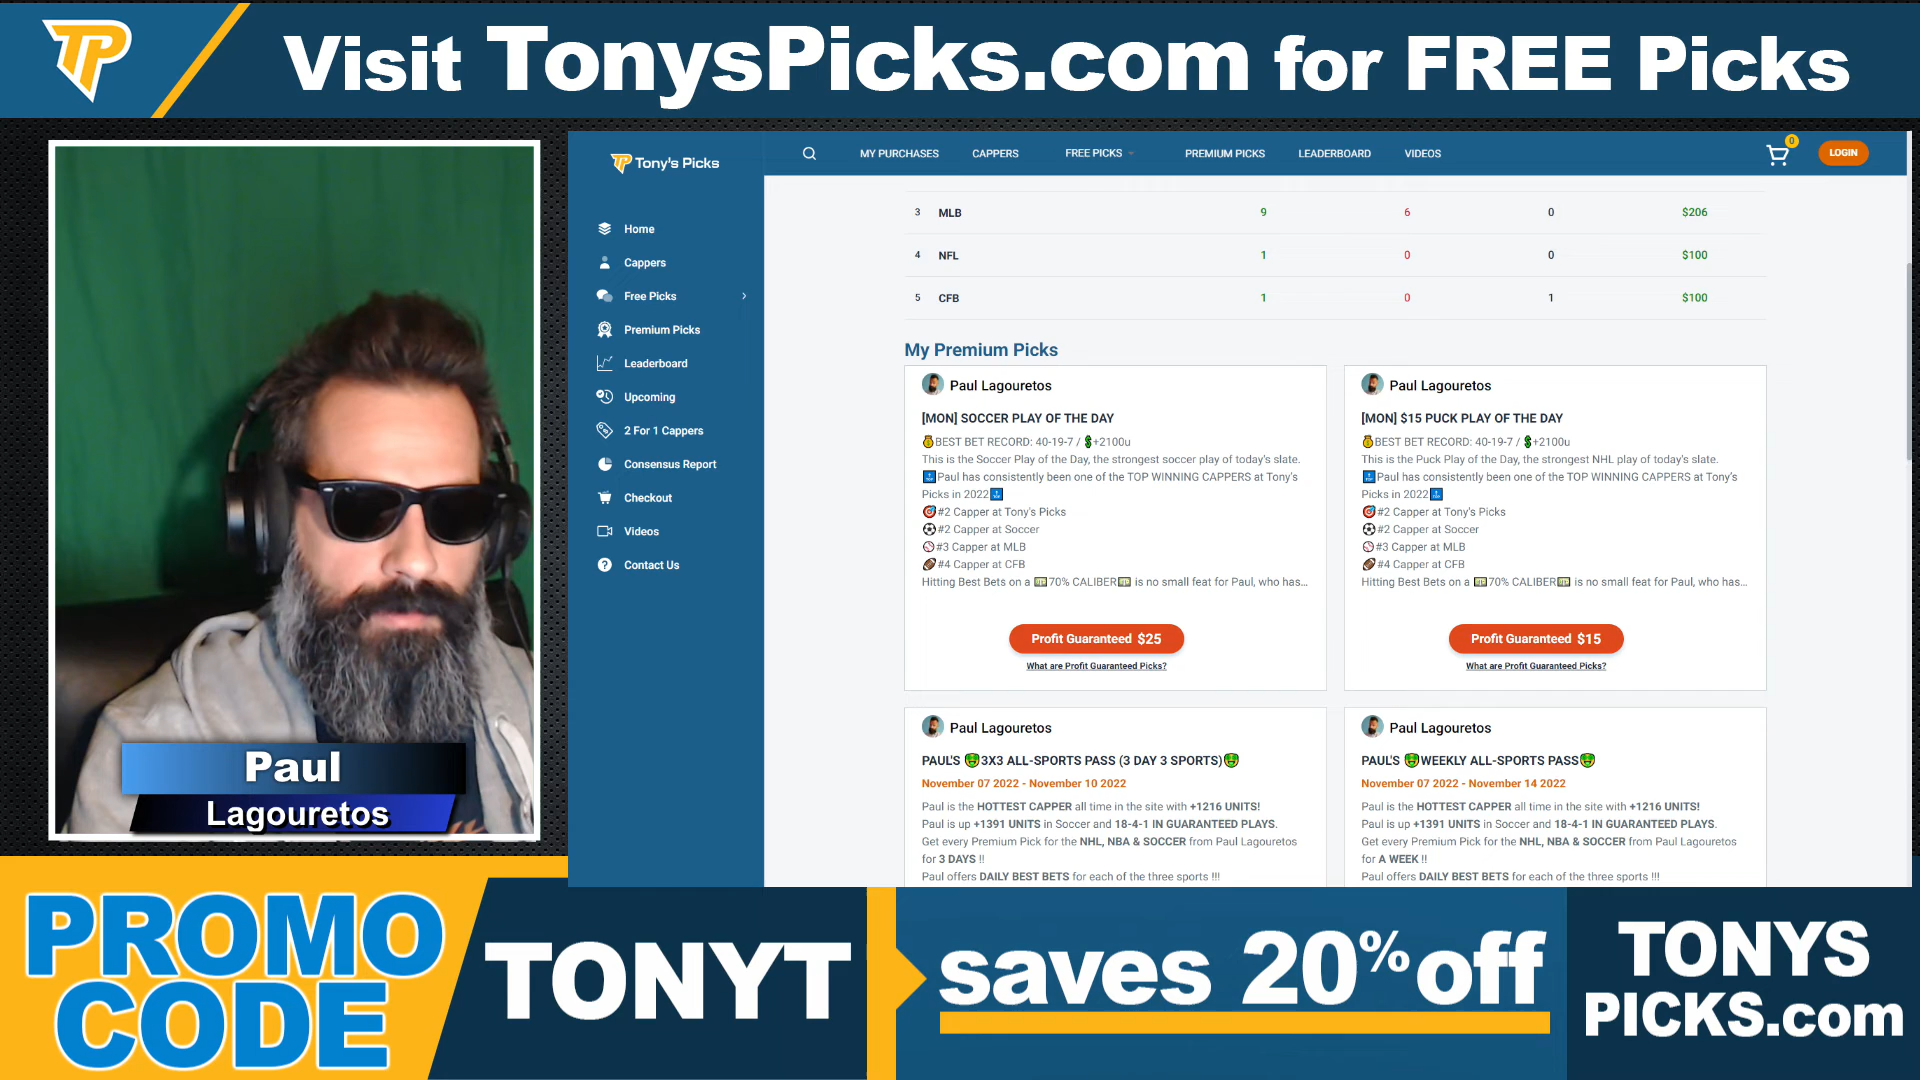 TP
Visit TonysPicks.com for FREE Picks
Tony's Picks
MY PURCHASES
CAPPERS
FREE PICKS
PREMIUM PICKS
LEADERBOARD
VIDEOS
0
LOGIN
Home
Cappers
Free Picks
Premium Picks
Leaderboard
Upcoming
2 For 1 Cappers
Consensus Report
Checkout
Videos
Contact Us
3 MLB 9 6 0 $206
4 NFL 1 0 0 $100
5 CFB 1 0 1 $100
My Premium Picks
Paul Lagouretos
[MON] SOCCER PLAY OF THE DAY
💰BEST BET RECORD: 40-19-7 / 💲+2100u
This is the Soccer Play of the Day, the strongest soccer play of today's slate.
🔝Paul has consistently been one of the TOP WINNING CAPPERS at Tony's
Picks in 2022🔝
🎯#2 Capper at Tony's Picks
⚽#2 Capper at Soccer
⚾#3 Capper at MLB
🏈#4 Capper at CFB
Hitting Best Bets on a 💵70% CALIBER💵 is no small feat for Paul, who has...
Profit Guaranteed $25
What are Profit Guaranteed Picks?
Paul Lagouretos
[MON] $15 PUCK PLAY OF THE DAY
💰BEST BET RECORD: 40-19-7 / 💲+2100u
This is the Puck Play of the Day, the strongest NHL play of today's slate.
🔝Paul has consistently been one of the TOP WINNING CAPPERS at Tony's
Picks in 2022🔝
🎯#2 Capper at Tony's Picks
⚽#2 Capper at Soccer
⚾#3 Capper at MLB
🏈#4 Capper at CFB
Hitting Best Bets on a 💵70% CALIBER💵 is no small feat for Paul, who has...
Profit Guaranteed $15
What are Profit Guaranteed Picks?
Paul Lagouretos
PAUL'S 🤑3X3 ALL-SPORTS PASS (3 DAY 3 SPORTS)🤑
November 07 2022 - November 10 2022
Paul is the HOTTEST CAPPER all time in the site with +1216 UNITS!
Paul is up +1391 UNITS in Soccer and 18-4-1 IN GUARANTEED PLAYS.
Get every Premium Pick for the NHL, NBA & SOCCER from Paul Lagouretos
for 3 DAYS !!
Paul offers DAILY BEST BETS for each of the three sports !!!
Paul Lagouretos
PAUL'S 🤑WEEKLY ALL-SPORTS PASS🤑
November 07 2022 - November 14 2022
Paul is the HOTTEST CAPPER all time in the site with +1216 UNITS!
Paul is up +1391 UNITS in Soccer and 18-4-1 IN GUARANTEED PLAYS.
Get every Premium Pick for the NHL, NBA & SOCCER from Paul Lagouretos
for A WEEK !!
Paul offers DAILY BEST BETS for each of the three sports !!!
Paul
Lagouretos
PROMO
CODE
TONYT
saves 20% off
TONYS
PICKS.com